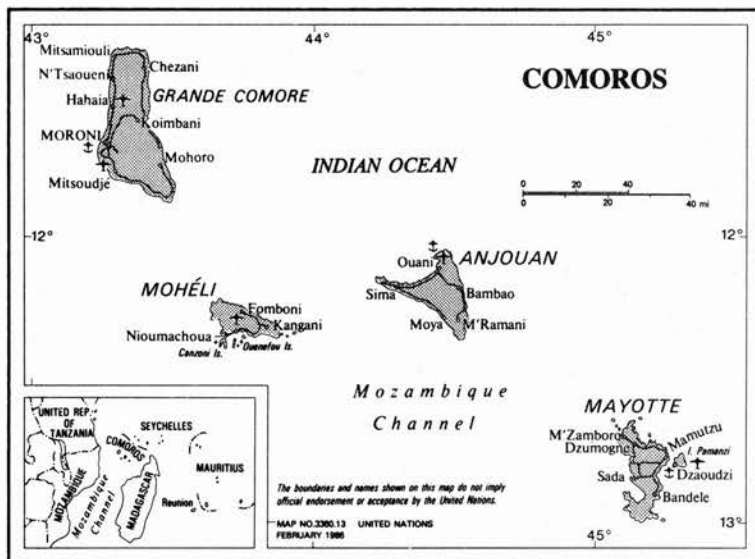 43
44
45
COMOROS
Mitsamiouli
Chezani
N'Tsaoueni
GRANDE COMORE
Hahaia
Koimbani
MORONI
Mohoro
Mitsoudjé
INDIAN OCEAN
0 20 40
0 20 40 mi
12°
12°
Ouani
ANJOUAN
MOHÉLI
Sima
Bambao
Fomboni
Kangani
Moya
M'Ramani
Nioumachoua
Canzoni Is.
Ouenefou Is.
Mozambique
Channel
MAYOTTE
M'Zamboro
Mamutzu
Dzumogne
I. Pamanzi
Sada
Dzaoudzi
Bandele
UNITED REP.
OF
TANZANIA
SEYCHELLES
COMOROS
MAURITIUS
MOZAMBIQUE
Mozambique
Channel
MADAGASCAR
Reunion
The boundaries and names shown on this map do not imply
official endorsement or acceptance by the United Nations.
MAP NO.3360.13 UNITED NATIONS
FEBRUARY 1986
45
13°